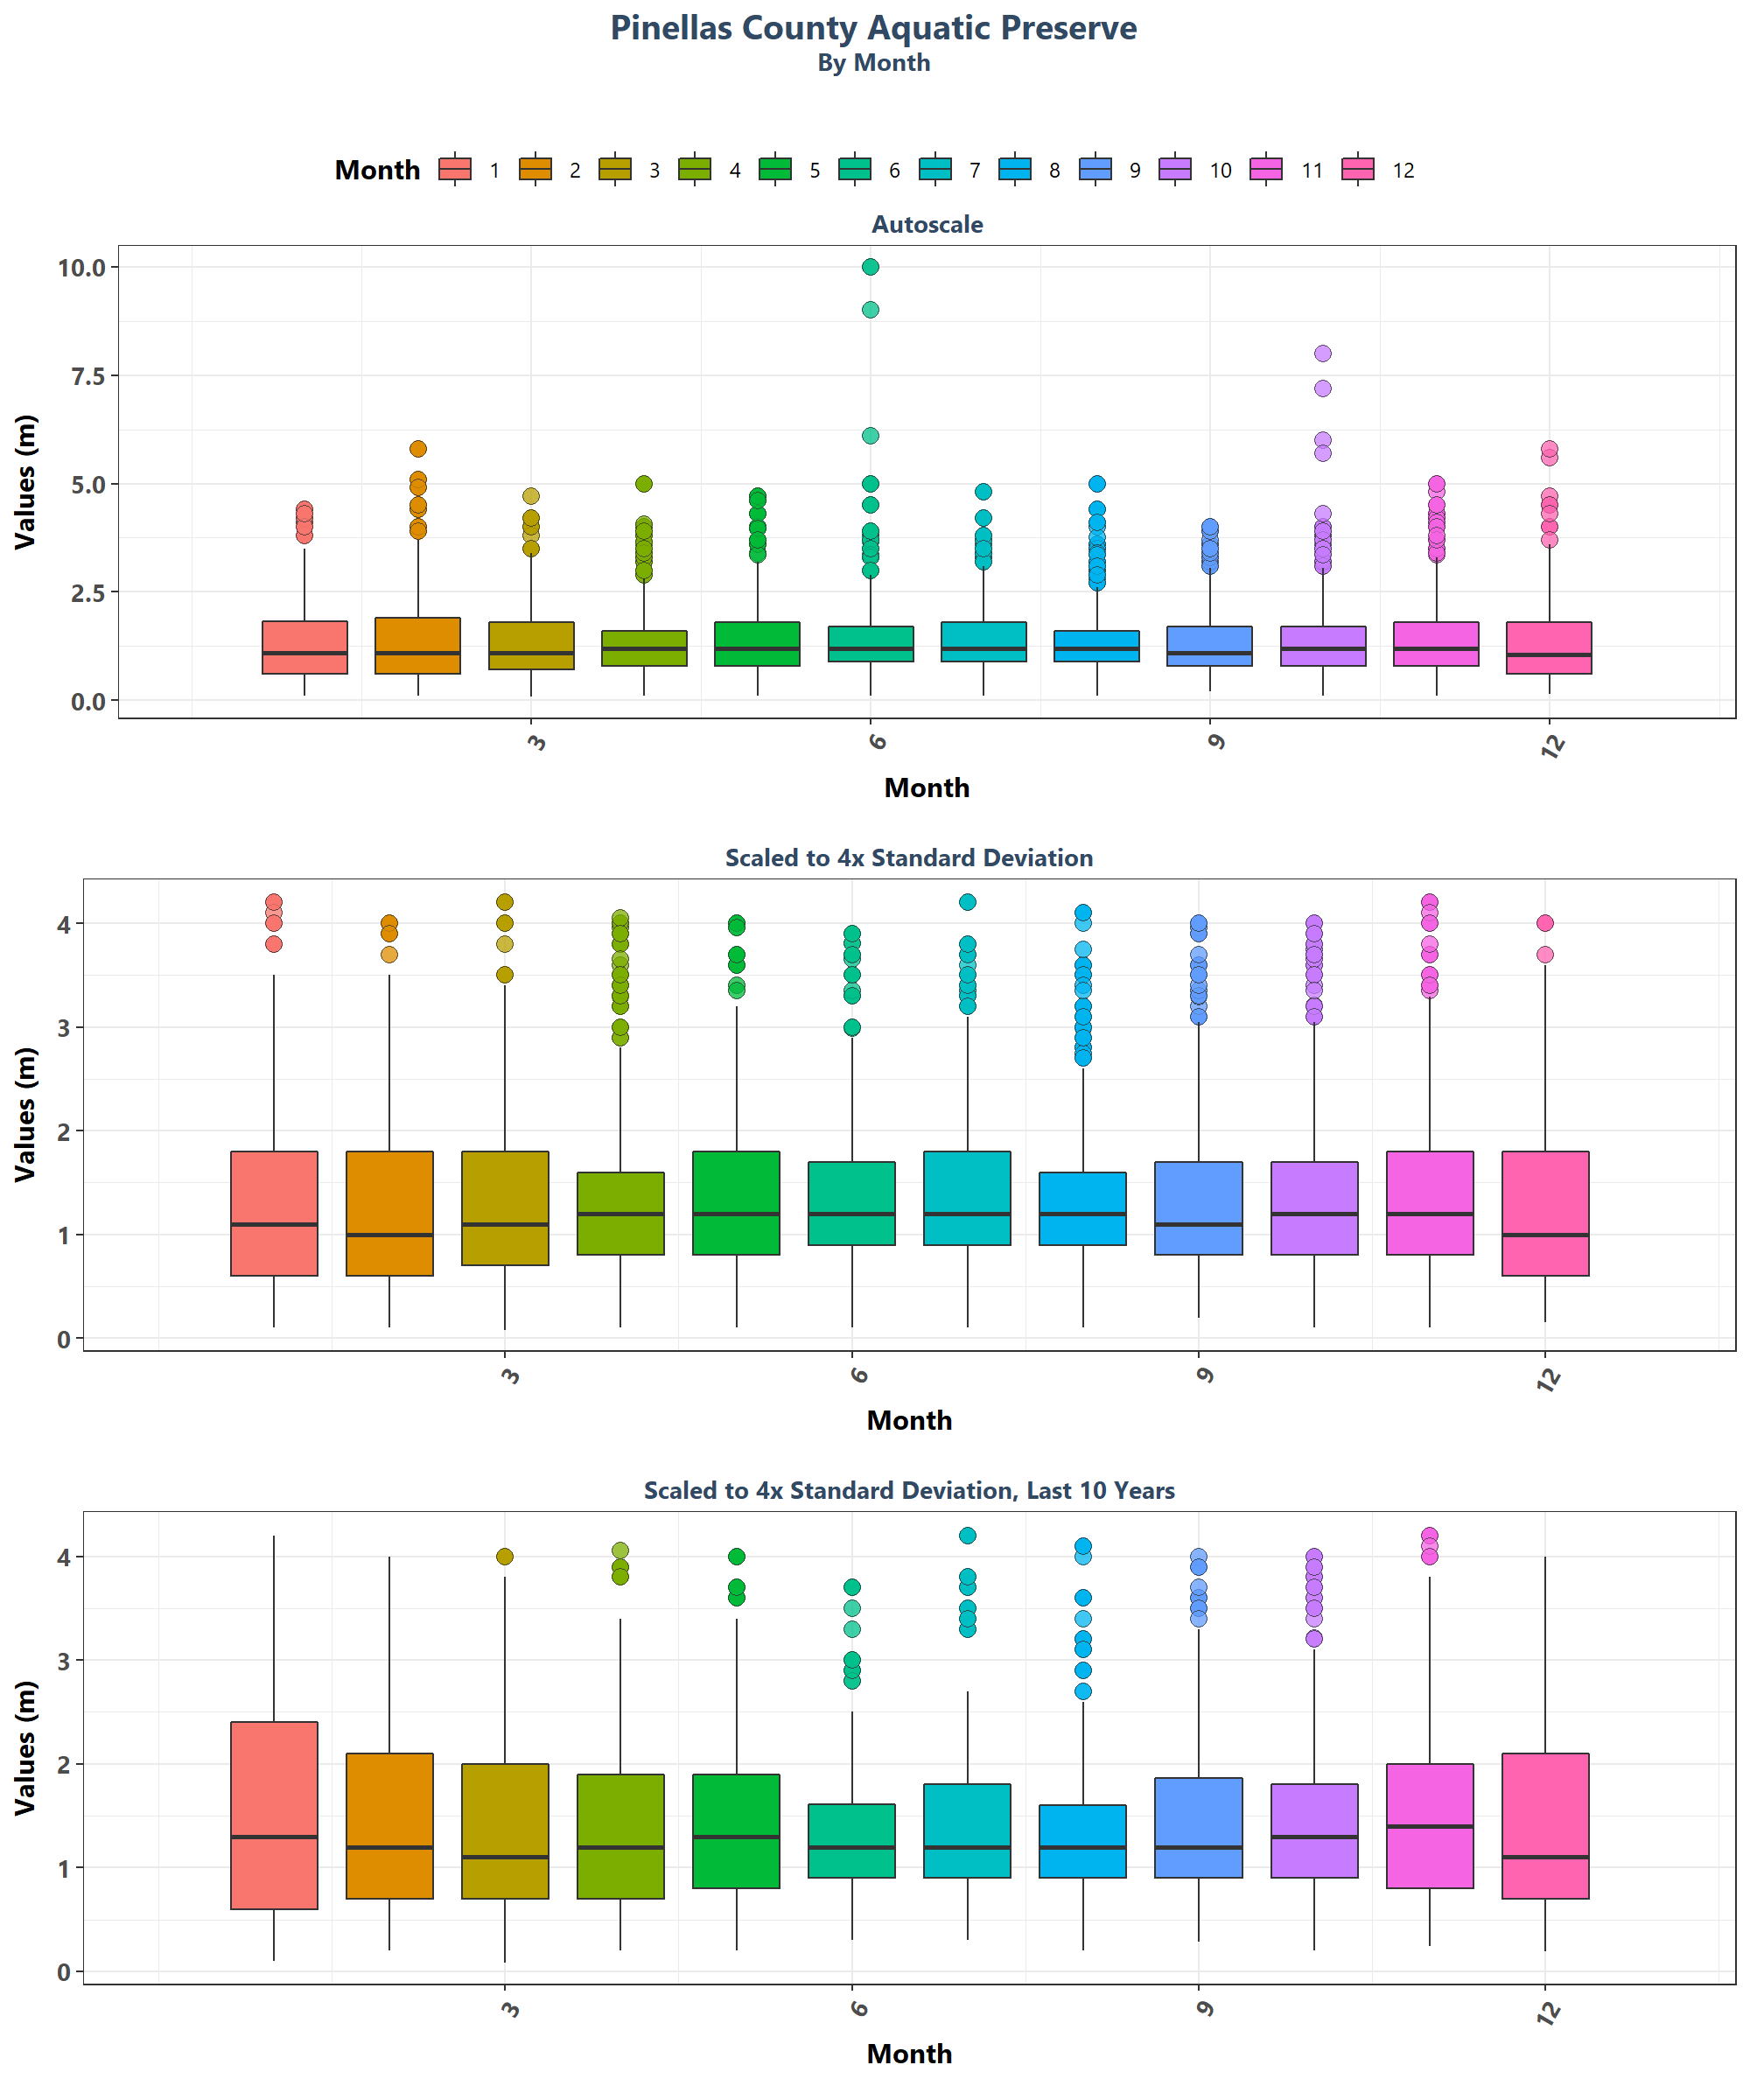 Pinellas County Aquatic Preserve
By Month
Month 1 2 3 4 5 6 7 8 9 10 11 12
Autoscale
Values (m)
10.0
7.5
5.0
2.5
0.0
3 6 9 12
Month
Scaled to 4x Standard Deviation
Values (m)
4
3
2
1
0
3 6 9 12
Month
Scaled to 4x Standard Deviation, Last 10 Years
Values (m)
4
3
2
1
0
3 6 9 12
Month